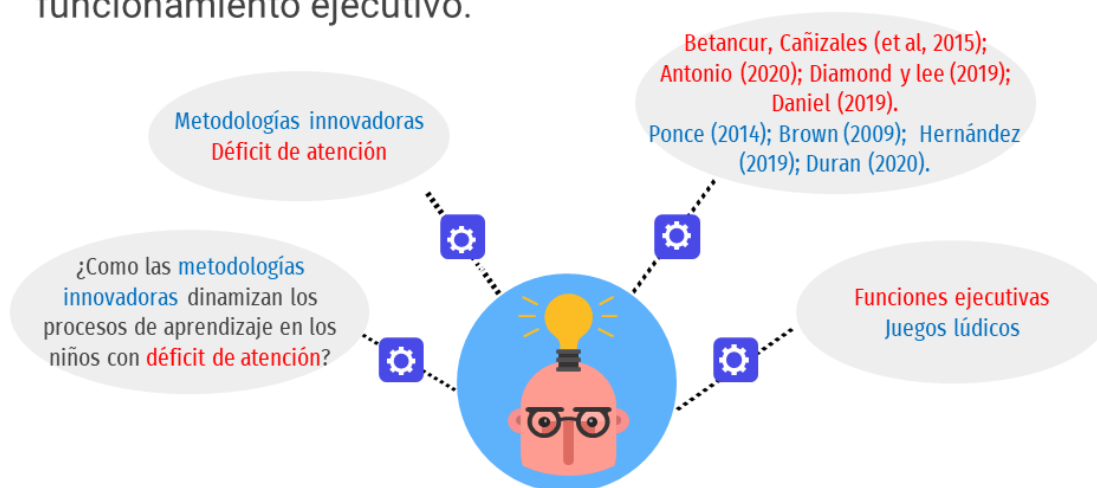 funcionamiento ejecutivo.
Metodologías innovadoras
Déficit de atención
Betancur, Cañizales (et al, 2015);
Antonio (2020); Diamond y lee (2019);
Daniel (2019).
Ponce (2014); Brown (2009); Hernández
(2019); Duran (2020).
¿Como las metodologías
innovadoras dinamizan los
procesos de aprendizaje en los
niños con déficit de atención?
Funciones ejecutivas
Juegos lúdicos